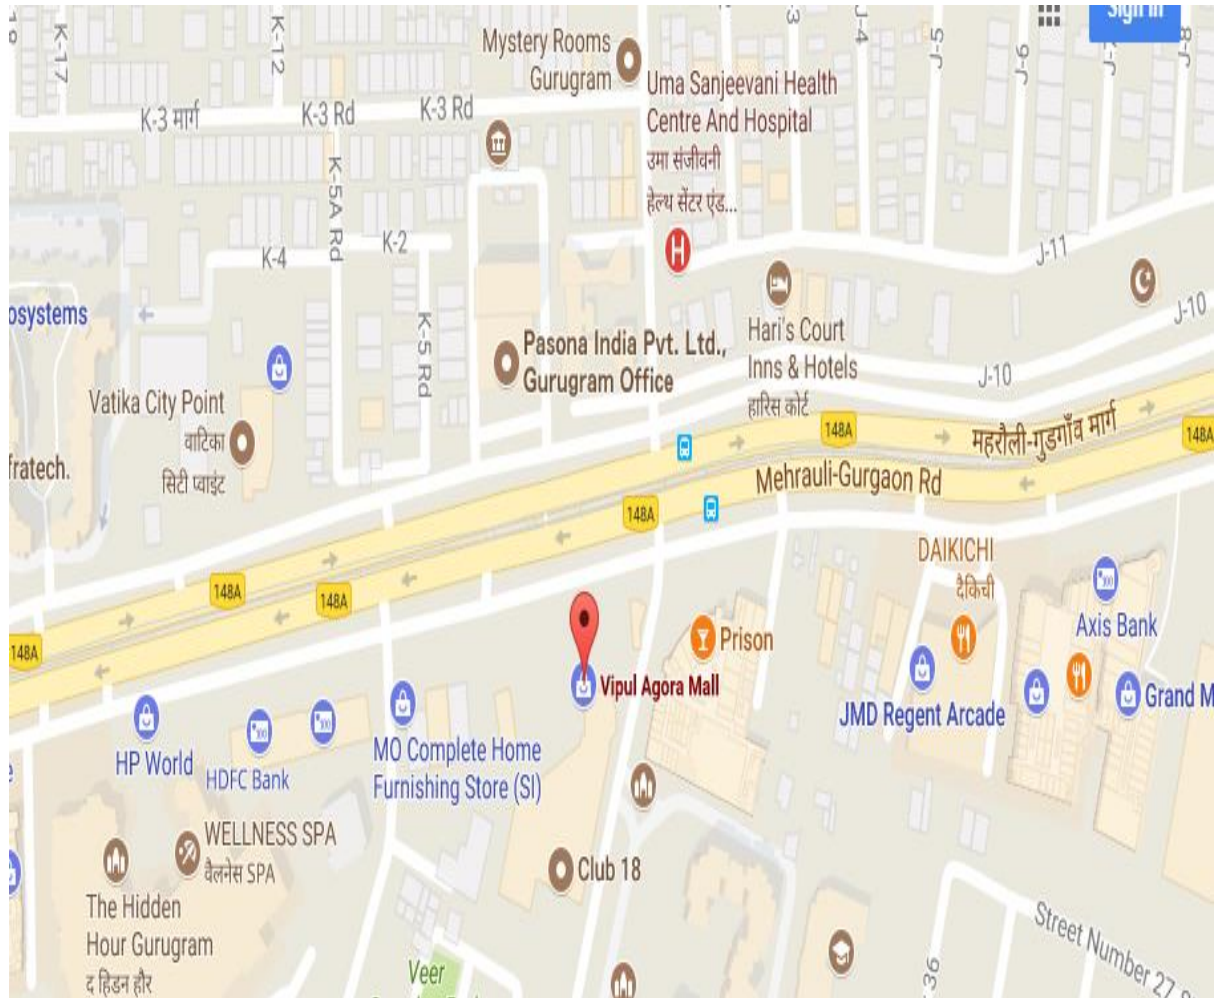 K-17
K-12
Mystery Rooms
Gurugram
J-4
J-5
J-6
Sign in
J-8
Uma Sanjeevani Health
Centre And Hospital
उमा संजीवनी
हेल्थ सेंटर एंड...
K-3 मार्ग
K-3 Rd
K-3 Rd
K-5A Rd
K-2
K-4
J-11
J-10
osystems
K-5 Rd
Pasona India Pvt. Ltd.,
Gurugram Office
Hari's Court
Inns & Hotels
हारिस कोर्ट
J-10
Vatika City Point
वाटिका
सिटी प्वाइंट
fratech.
148A
महरौली-गुड़गाँव मार्ग
148A
Mehrauli-Gurgaon Rd
148A
DAIKICHI
दैकिची
148A
148A
148A
Axis Bank
Prison
Vipul Agora Mall
JMD Regent Arcade
Grand M
HP World
HDFC Bank
MO Complete Home
Furnishing Store (SI)
WELLNESS SPA
वैलनेस SPA
Club 18
The Hidden
Hour Gurugram
द हिडन हौर
Veer
Street Number 27
36